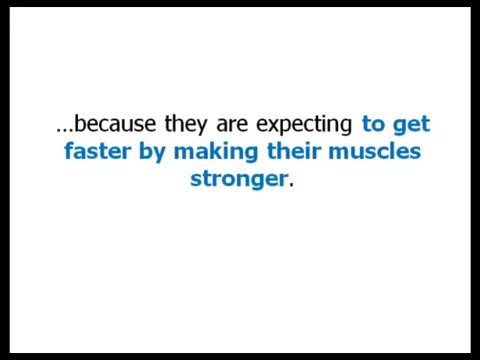 ...because they are expecting to get
faster by making their muscles
stronger.